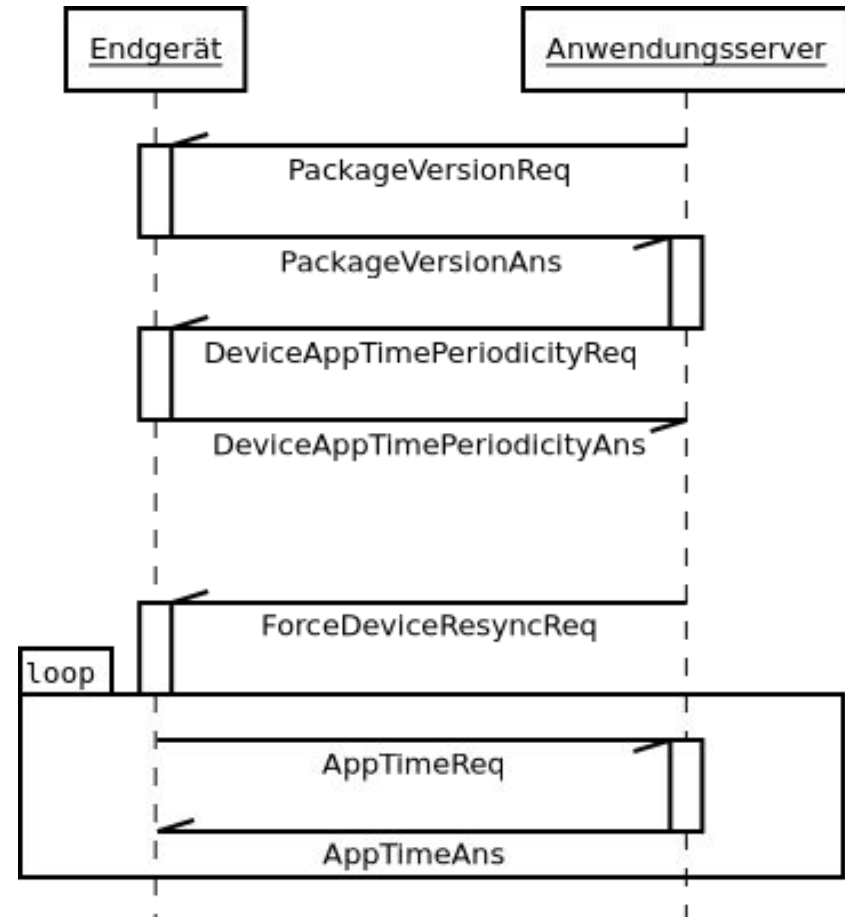 Endgerät
Anwendungsserver
PackageVersionReq
PackageVersionAns
DeviceAppTimePeriodicityReq
DeviceAppTimePeriodicityAns
ForceDeviceResyncReq
loop
AppTimeReq
AppTimeAns